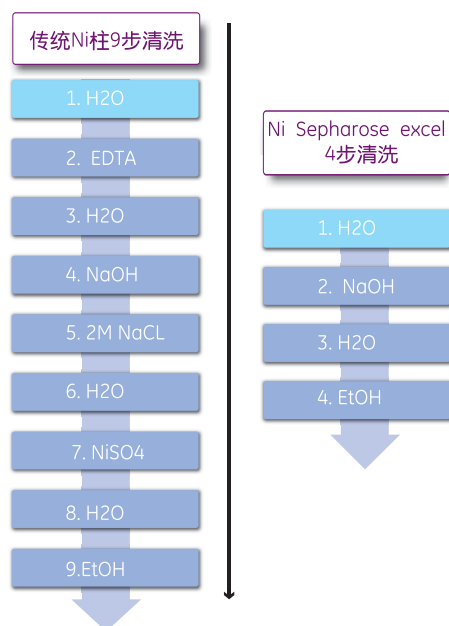 传统Ni柱9步清洗
1. H2O
2. EDTA
3. H2O
4. NaOH
5. 2M NaCL
6. H2O
7. NiSO4
8. H2O
9.EtOH
Ni Sepharose excel
4步清洗
1. H2O
2. NaOH
3. H2O
4. EtOH